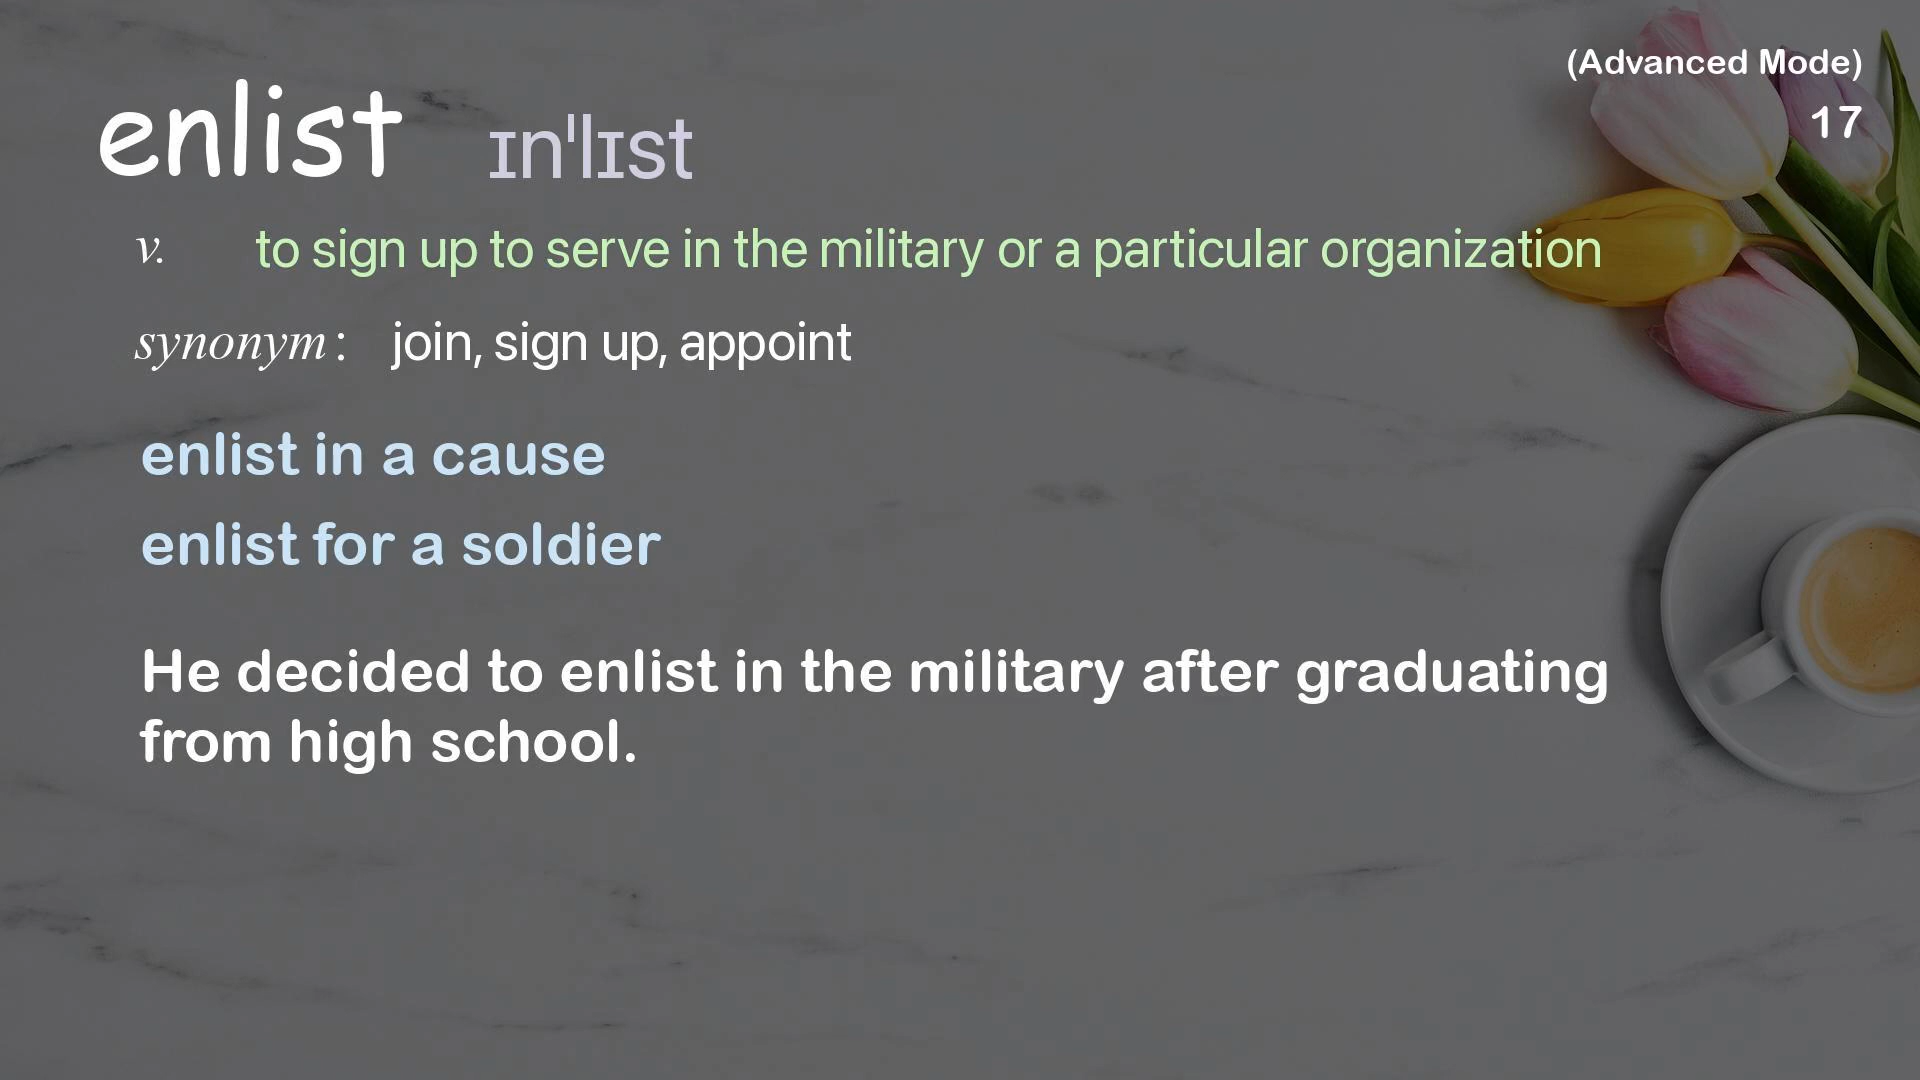 (Advanced Mode)
17
enlist ɪnˈlɪst
v. to sign up to serve in the military or a particular organization
synonym: join, sign up, appoint
enlist in a cause
enlist for a soldier
He decided to enlist in the military after graduating
from high school.